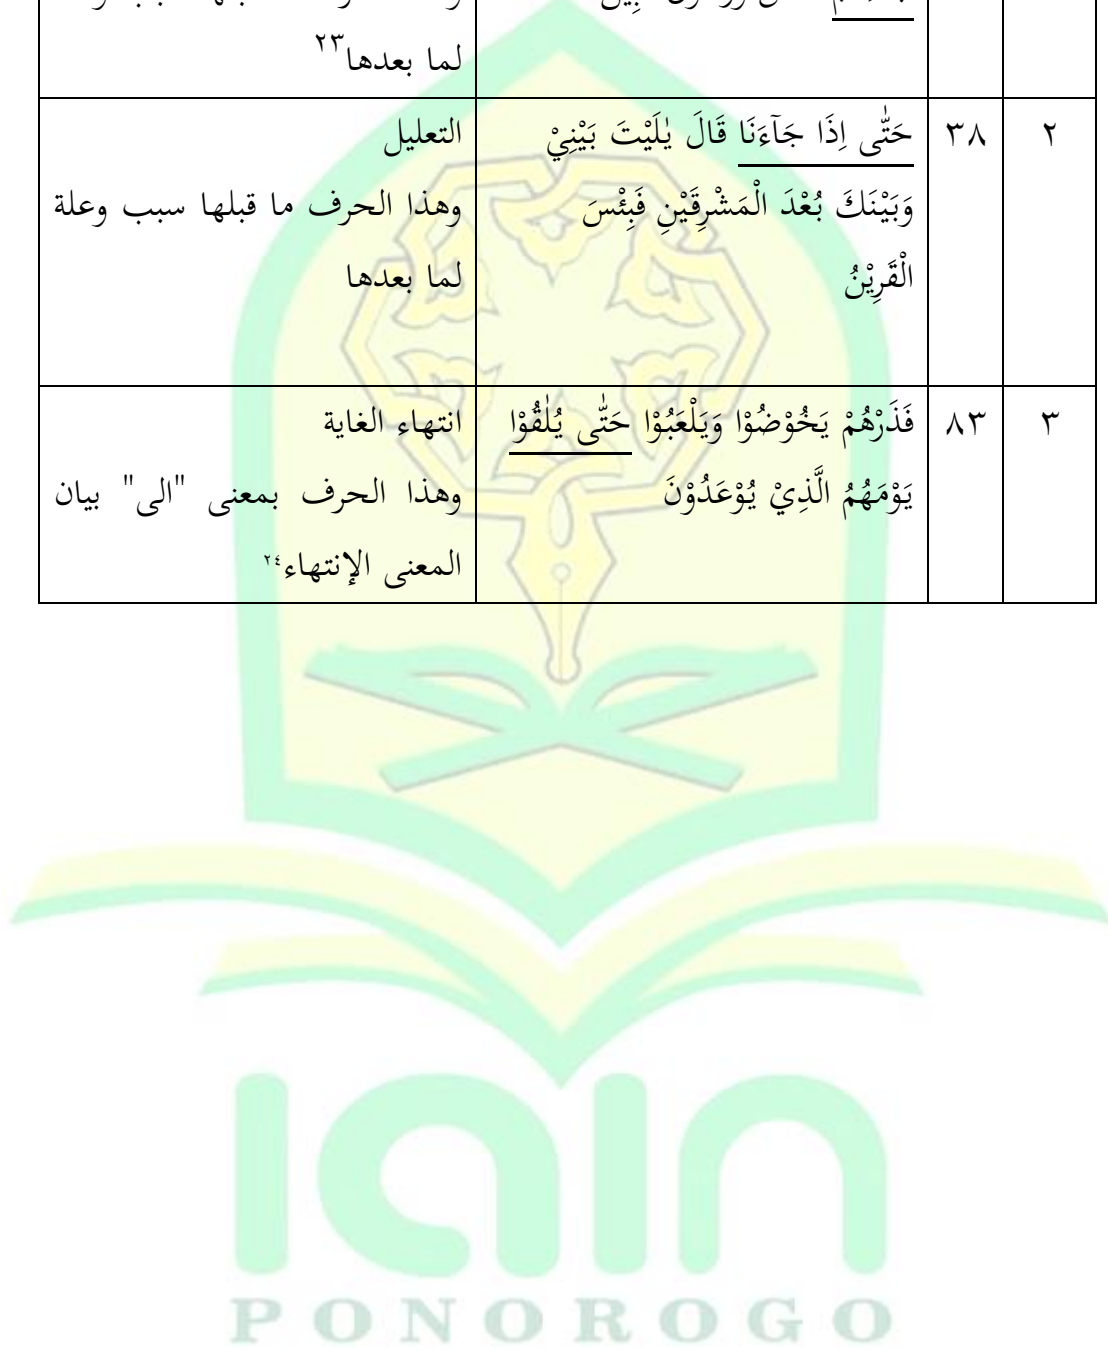 لما بعدها٢٣
٢ ٣٨ حَتّٰى اِذَا جَآءَنَا قَالَ يٰلَيْتَ بَيْنِيْ التعليل
وَبَيْنَكَ بُعْدَ الْمَشْرِقَيْنِ فَبِئْسَ وهذا الحرف ما قبلها سبب وعلة
الْقَرِيْنُ لما بعدها
٣ ٨٣ فَذَرْهُمْ يَخُوْضُوْا وَيَلْعَبُوْا حَتّٰى يُلٰقُوْا انتهاء الغاية
يَوْمَهُمُ الَّذِيْ يُوْعَدُوْنَ وهذا الحرف بمعنى "الى" بيان
المعنى الإنتهاء٢٤
iain
PONOROGO